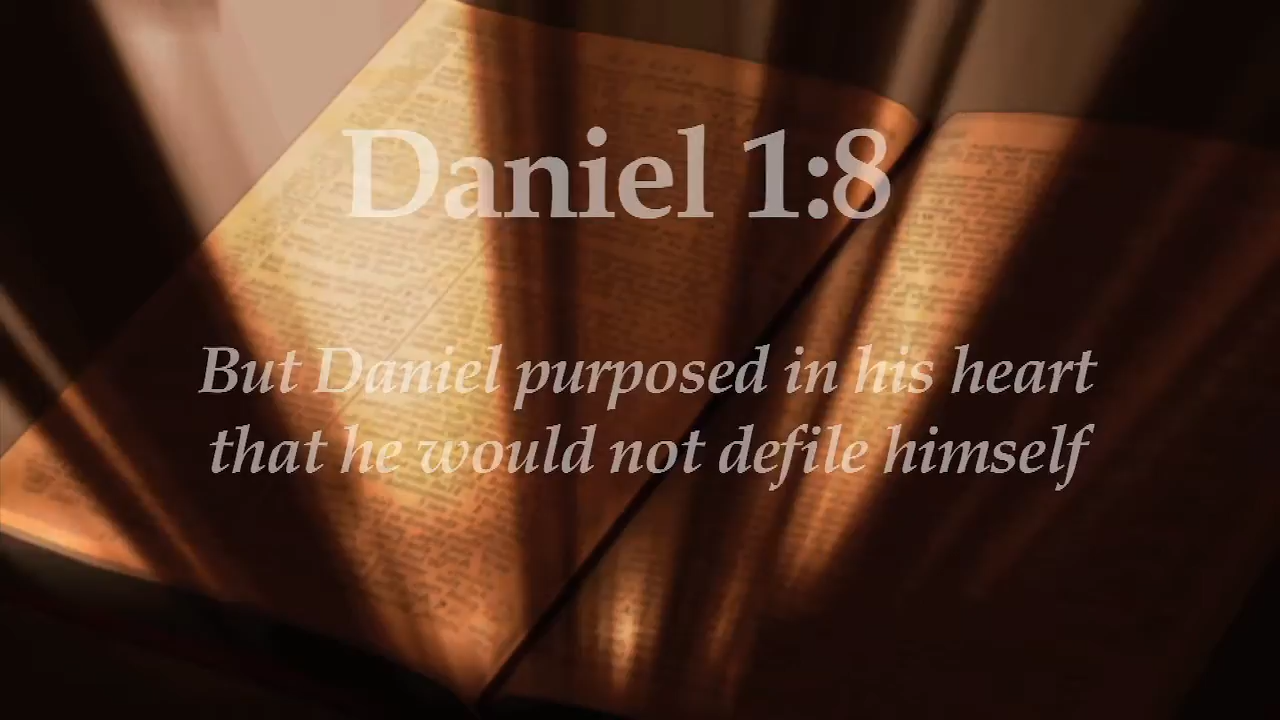 Daniel 1:8
But Daniel purposed in his heart
that he would not defile himself